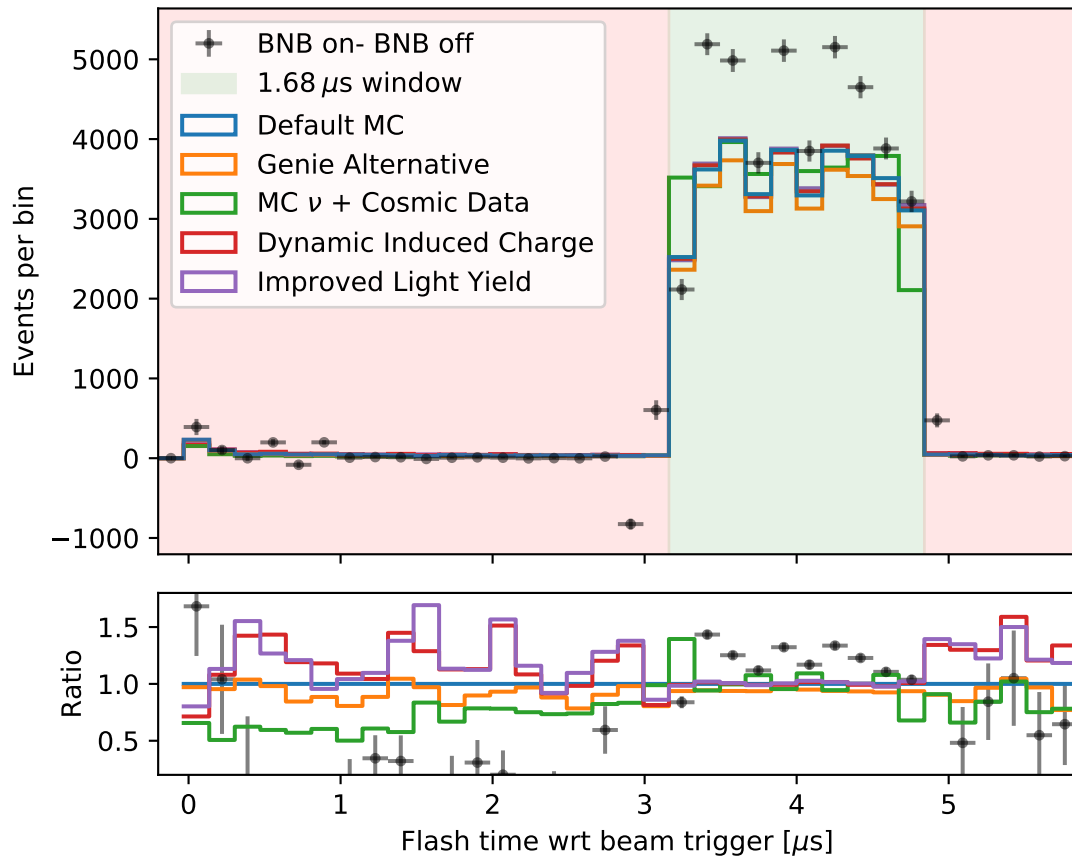 5000
4000
3000
2000
1000
0
−1000
Events per bin
BNB on- BNB off
1.68 μs window
Default MC
Genie Alternative
MC ν + Cosmic Data
Dynamic Induced Charge
Improved Light Yield
1.5
1.0
0.5
Ratio
0 1 2 3 4 5
Flash time wrt beam trigger [μs]